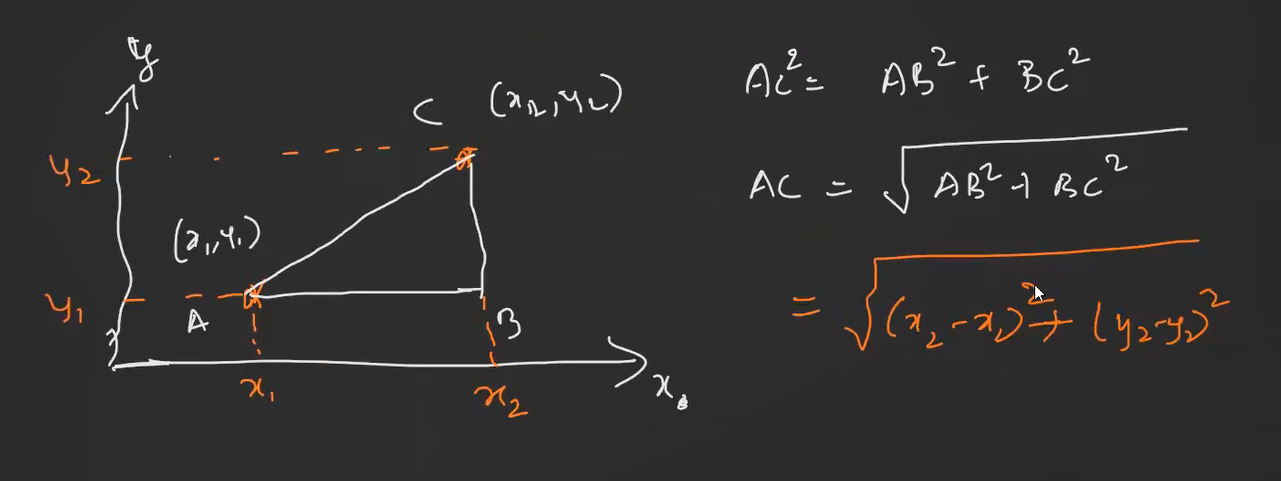 y
C (x₂,y₂)
AC² = AB² + BC²
y₂
AC = √(AB² + BC²)
(x₁,y₁)
y₁
A
B
= √((x₂-x₁)² + (y₂-y₂)²)
x₁
x₂
x